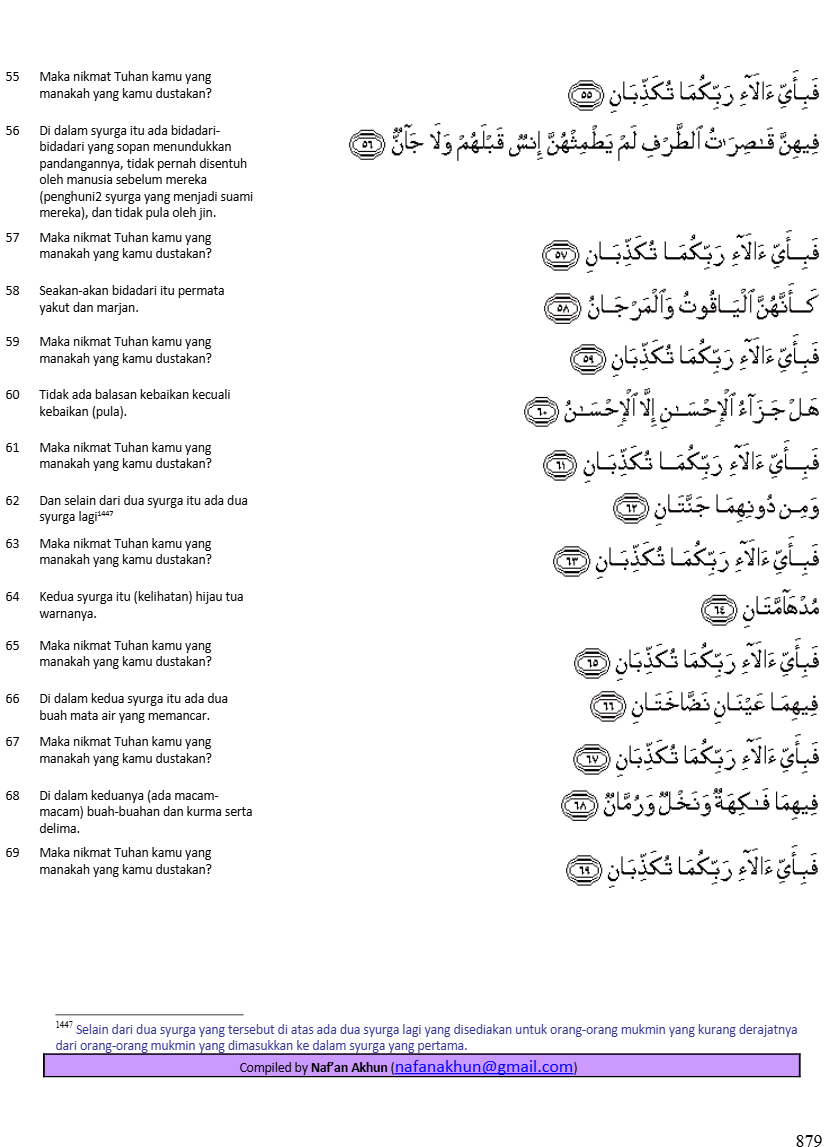 55 Maka nikmat Tuhan kamu yang
manakah yang kamu dustakan?
فَبِأَيِّ ءَالَآءِ رَبِّكُمَا تُكَذِّبَانِ ٥٥
56 Di dalam syurga itu ada bidadari-
bidadari yang sopan menundukkan
pandangannya, tidak pernah disentuh
oleh manusia sebelum mereka
(penghuni2 syurga yang menjadi suami
mereka), dan tidak pula oleh jin.
فِيهِنَّ قَـٰصِرَٰتُ ٱلطَّرْفِ لَمْ يَطْمِثْهُنَّ إِنسٌ قَبْلَهُمْ وَلَا جَآنٌّ ٥٦
57 Maka nikmat Tuhan kamu yang
manakah yang kamu dustakan?
فَبِأَيِّ ءَالَآءِ رَبِّكُمَا تُكَذِّبَانِ ٥٧
58 Seakan-akan bidadari itu permata
yakut dan marjan.
كَأَنَّهُنَّ ٱلْيَاقُوتُ وَٱلْمَرْجَانُ ٥٨
59 Maka nikmat Tuhan kamu yang
manakah yang kamu dustakan?
فَبِأَيِّ ءَالَآءِ رَبِّكُمَا تُكَذِّبَانِ ٥٩
60 Tidak ada balasan kebaikan kecuali
kebaikan (pula).
هَلْ جَزَآءُ ٱلْإِحْسَـٰنِ إِلَّا ٱلْإِحْسَـٰنُ ٦٠
61 Maka nikmat Tuhan kamu yang
manakah yang kamu dustakan?
فَبِأَيِّ ءَالَآءِ رَبِّكُمَا تُكَذِّبَانِ ٦١
62 Dan selain dari dua syurga itu ada dua
syurga lagi¹⁴⁴⁷
وَمِن دُونِهِمَا جَنَّتَانِ ٦٢
63 Maka nikmat Tuhan kamu yang
manakah yang kamu dustakan?
فَبِأَيِّ ءَالَآءِ رَبِّكُمَا تُكَذِّبَانِ ٦٣
64 Kedua syurga itu (kelihatan) hijau tua
warnanya.
مُدْهَآمَّتَانِ ٦٤
65 Maka nikmat Tuhan kamu yang
manakah yang kamu dustakan?
فَبِأَيِّ ءَالَآءِ رَبِّكُمَا تُكَذِّبَانِ ٦٥
66 Di dalam kedua syurga itu ada dua
buah mata air yang memancar.
فِيهِمَا عَيْنَانِ نَضَّاخَتَانِ ٦٦
67 Maka nikmat Tuhan kamu yang
manakah yang kamu dustakan?
فَبِأَيِّ ءَالَآءِ رَبِّكُمَا تُكَذِّبَانِ ٦٧
68 Di dalam keduanya (ada macam-
macam) buah-buahan dan kurma serta
delima.
فِيهِمَا فَـٰكِهَةٌ وَنَخْلٌ وَرُمَّانٌ ٦٨
69 Maka nikmat Tuhan kamu yang
manakah yang kamu dustakan?
فَبِأَيِّ ءَالَآءِ رَبِّكُمَا تُكَذِّبَانِ ٦٩
¹⁴⁴⁷ Selain dari dua syurga yang tersebut di atas ada dua syurga lagi yang disediakan untuk orang-orang mukmin yang kurang derajatnya
dari orang-orang mukmin yang dimasukkan ke dalam syurga yang pertama.
Compiled by Naf’an Akhun (nafanakhun@gmail.com)
879